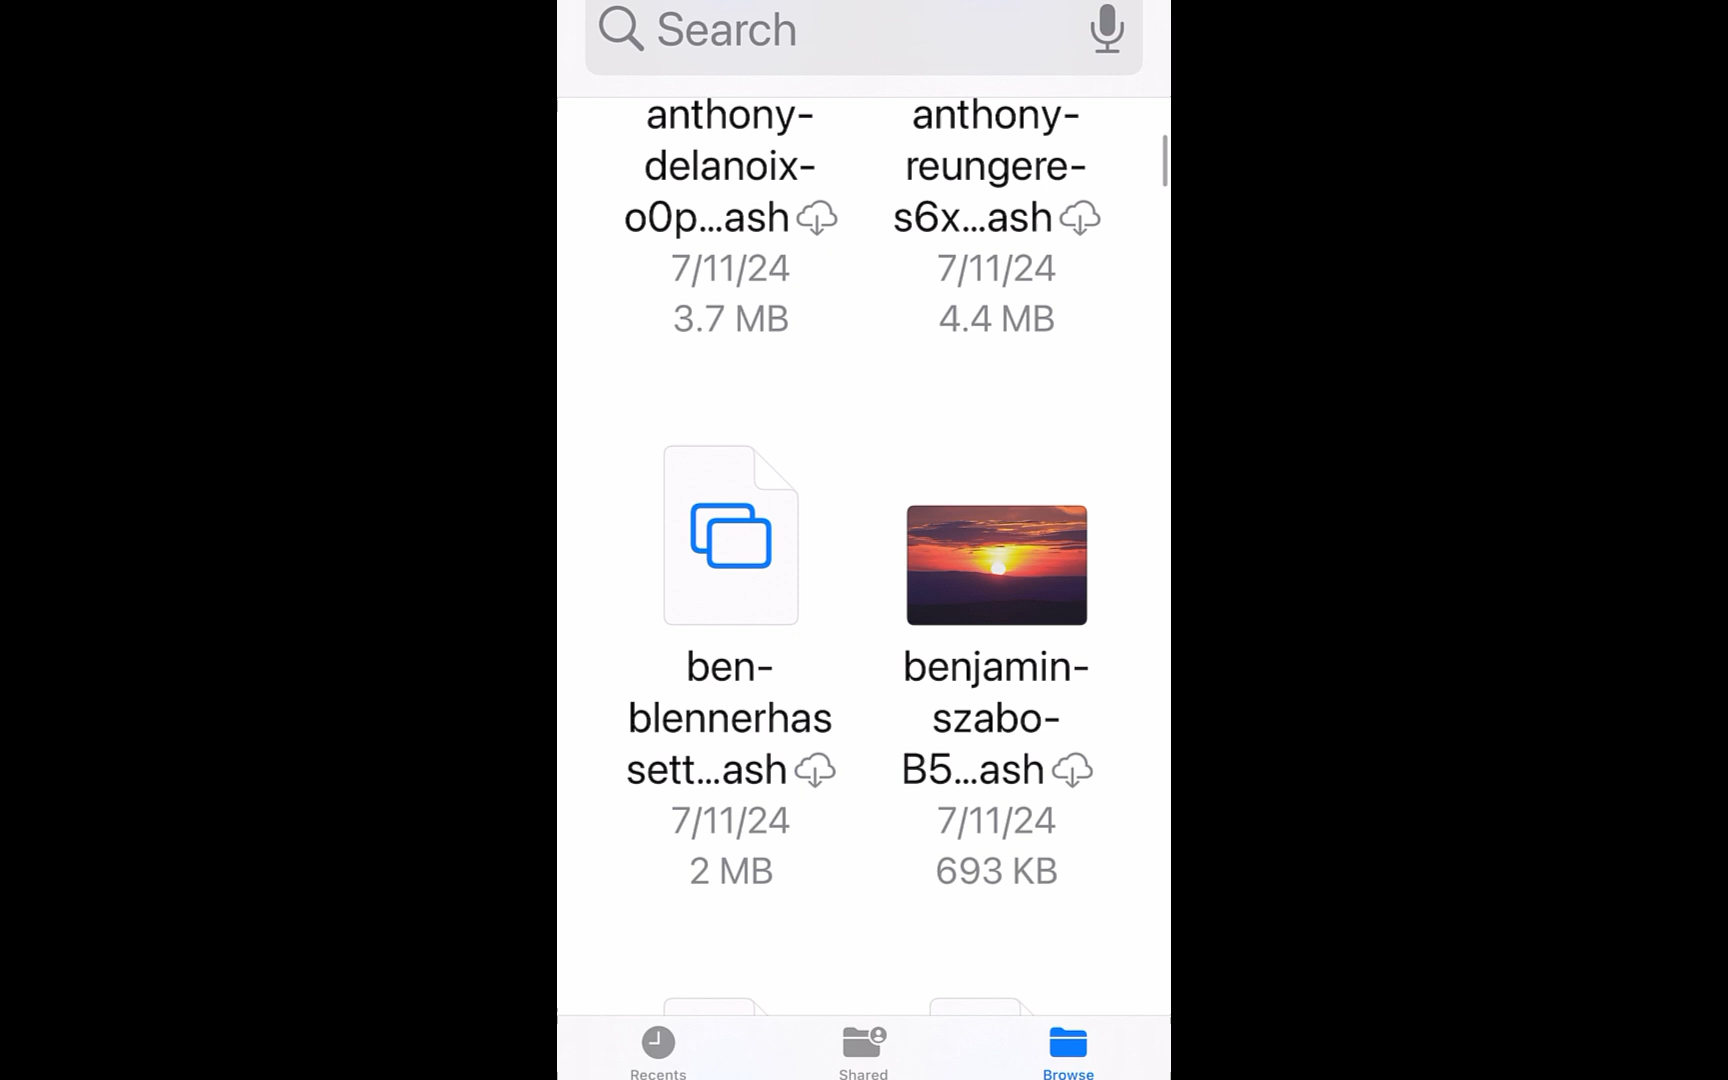 Search
anthony-
delanoix-
o0p...ash
7/11/24
3.7 MB
anthony-
reungere-
s6x...ash
7/11/24
4.4 MB
ben-
blennerhas
sett...ash
7/11/24
2 MB
benjamin-
szabo-
B5...ash
7/11/24
693 KB
Recents
Shared
Browse